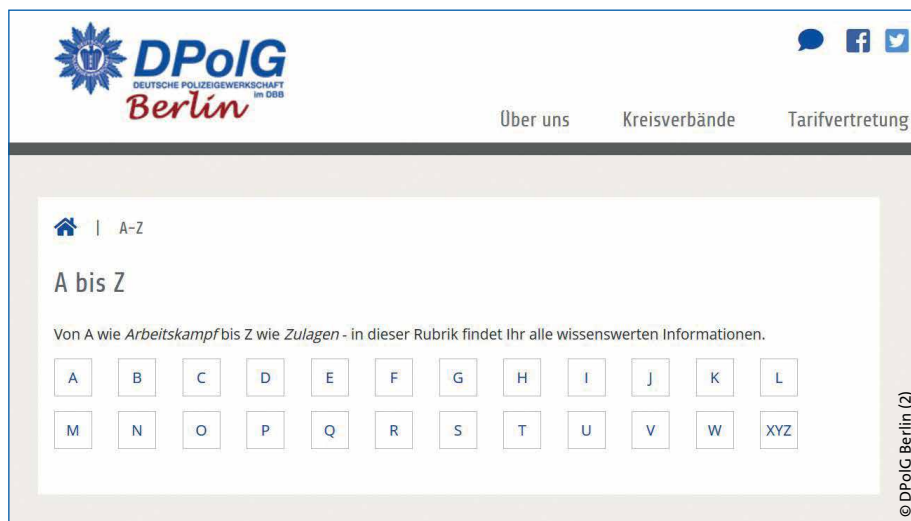 DPolG
DEUTSCHE POLIZEIGEWERKSCHAFT
im DBB
Berlin
Über uns Kreisverbände Tarifvertretung
| A-Z
A bis Z
Von A wie Arbeitskampf bis Z wie Zulagen - in dieser Rubrik findet Ihr alle wissenswerten Informationen.
A B C D E F G H I J K L
M N O P Q R S T U V W XYZ
© DPolG Berlin (2)